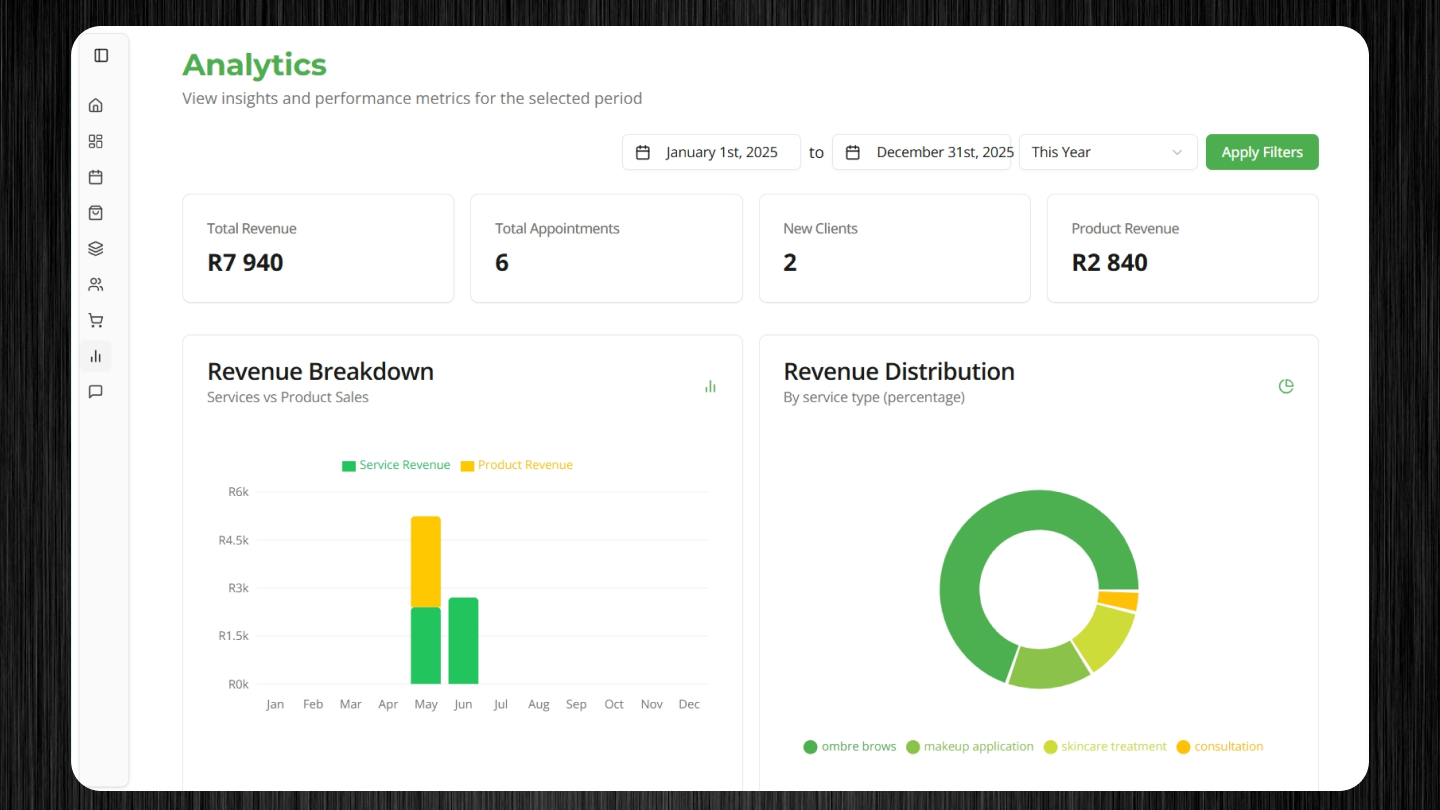 Analytics
View insights and performance metrics for the selected period
January 1st, 2025 to December 31st, 2025 This Year Apply Filters
Total Revenue
R7 940
Total Appointments
6
New Clients
2
Product Revenue
R2 840
Revenue Breakdown
Services vs Product Sales
Service Revenue Product Revenue
R6k
R4.5k
R3k
R1.5k
R0k
Jan Feb Mar Apr May Jun Jul Aug Sep Oct Nov Dec
Revenue Distribution
By service type (percentage)
ombre brows makeup application skincare treatment consultation